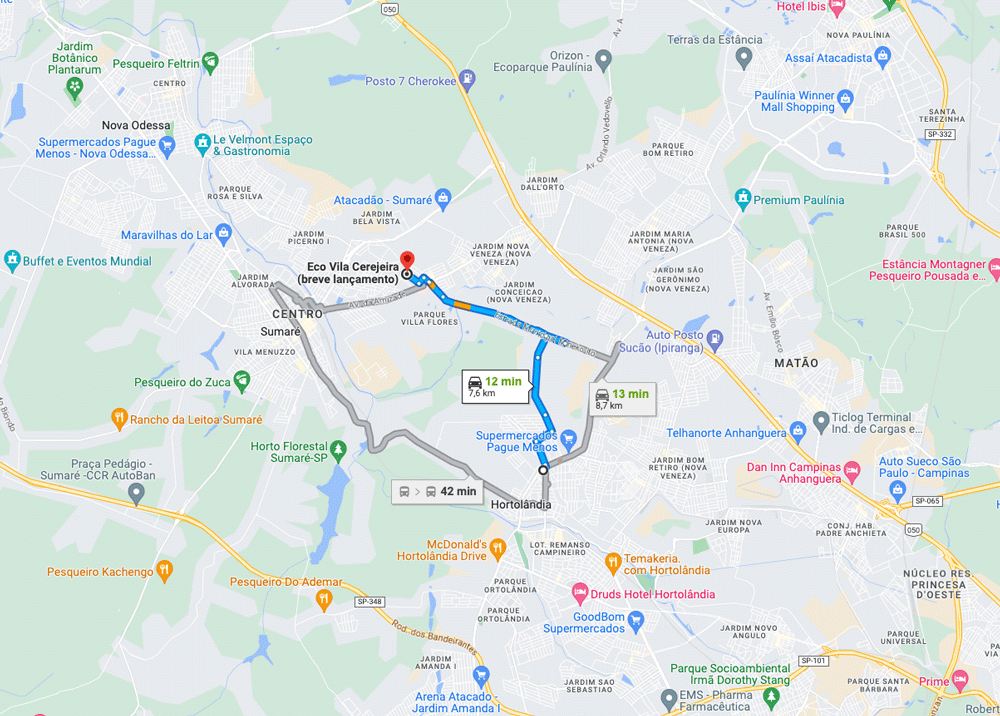 050
Hotel Ibis
NOVA PAULÍNIA
Terras da Estância
Jardim
Botânico
Plantarum
Pesqueiro Feltrin
CENTRO
Orizon -
Ecoparque Paulínia
Av. A
Assaí Atacadista
Posto 7 Cherokee
Paulínia Winner
Mall Shopping
SANTA
TEREZINHA
SP-332
Nova Odessa
Supermercados Pague
Menos - Nova Odessa...
Le Velmont Espaço
& Gastronomia
Av. Orlando Vedovello
PARQUE
BOM RETIRO
PARQUE
ROSA E SILVA
JARDIM
DALL'ORTO
Atacadão - Sumaré
JARDIM
BELA VISTA
Premium Paulínia
Maravilhas do Lar
JARDIM
PICERNO I
JARDIM NOVA
VENEZA (NOVA
VENEZA)
JARDIM MARIA
ANTONIA (NOVA
VENEZA)
PARQUE
BRASIL 500
Buffet e Eventos Mundial
Eco Vila Cerejeira
(breve lançamento)
Estância Montagner
Pesqueiro Pousada e...
JARDIM
ALVORADA
JARDIM
CONCEICAO
(NOVA VENEZA)
JARDIM SÃO
GERÔNIMO
(NOVA VENEZA)
CENTRO
Sumaré
PARQUE
VILLA FLORES
Av. Emílio Bósco
Auto Posto
Sucão (Ipiranga)
VILA MENUZZO
MATÃO
Pesqueiro do Zuca
12 min
7,6 km
13 min
8,7 km
Rancho da Leitoa Sumaré
Ticlog Terminal
Ind. de Cargas e...
Supermercados
Pague Menos
Telhanorte Anhanguera
Horto Florestal
Sumaré-SP
Praça Pedágio -
Sumaré -CCR AutoBan
JARDIM BOM
RETIRO (NOVA
VENEZA)
Dan Inn Campinas
Anhanguera
Auto Sueco São
Paulo - Campinas
42 min
Hortolândia
SP-065
050
JARDIM NOVA
EUROPA
CONJ. HAB.
PADRE ANCHIETA
McDonald's
Hortolândia Drive
LOT. REMANSO
CAMPINEIRO
Temakeria.
com Hortolândia
Pesqueiro Kachengo
Pesqueiro Do Ademar
PARQUE
ORTOLÂNDIA
NÚCLEO RES.
PRINCESA
D'OESTE
SP-348
Druds Hotel Hortolândia
PARQUE
HORTOLÂNDIA
GoodBom
Supermercados
Rod. dos Bandeirantes
JARDIM NOVO
ANGULO
PARQUE
UNIVERSAL
PARQUE
VIA
JARDIM
AMANDA I
SP-101
Parque Socioambiental
Irmã Dorothy Stang
JARDIM SAO
SEBASTIAO
PARQUE SANTA
BÁRBARA
Prime
Arena Atacado -
Jardim Amanda I
EMS - Pharma
Farmacêutica
Robert